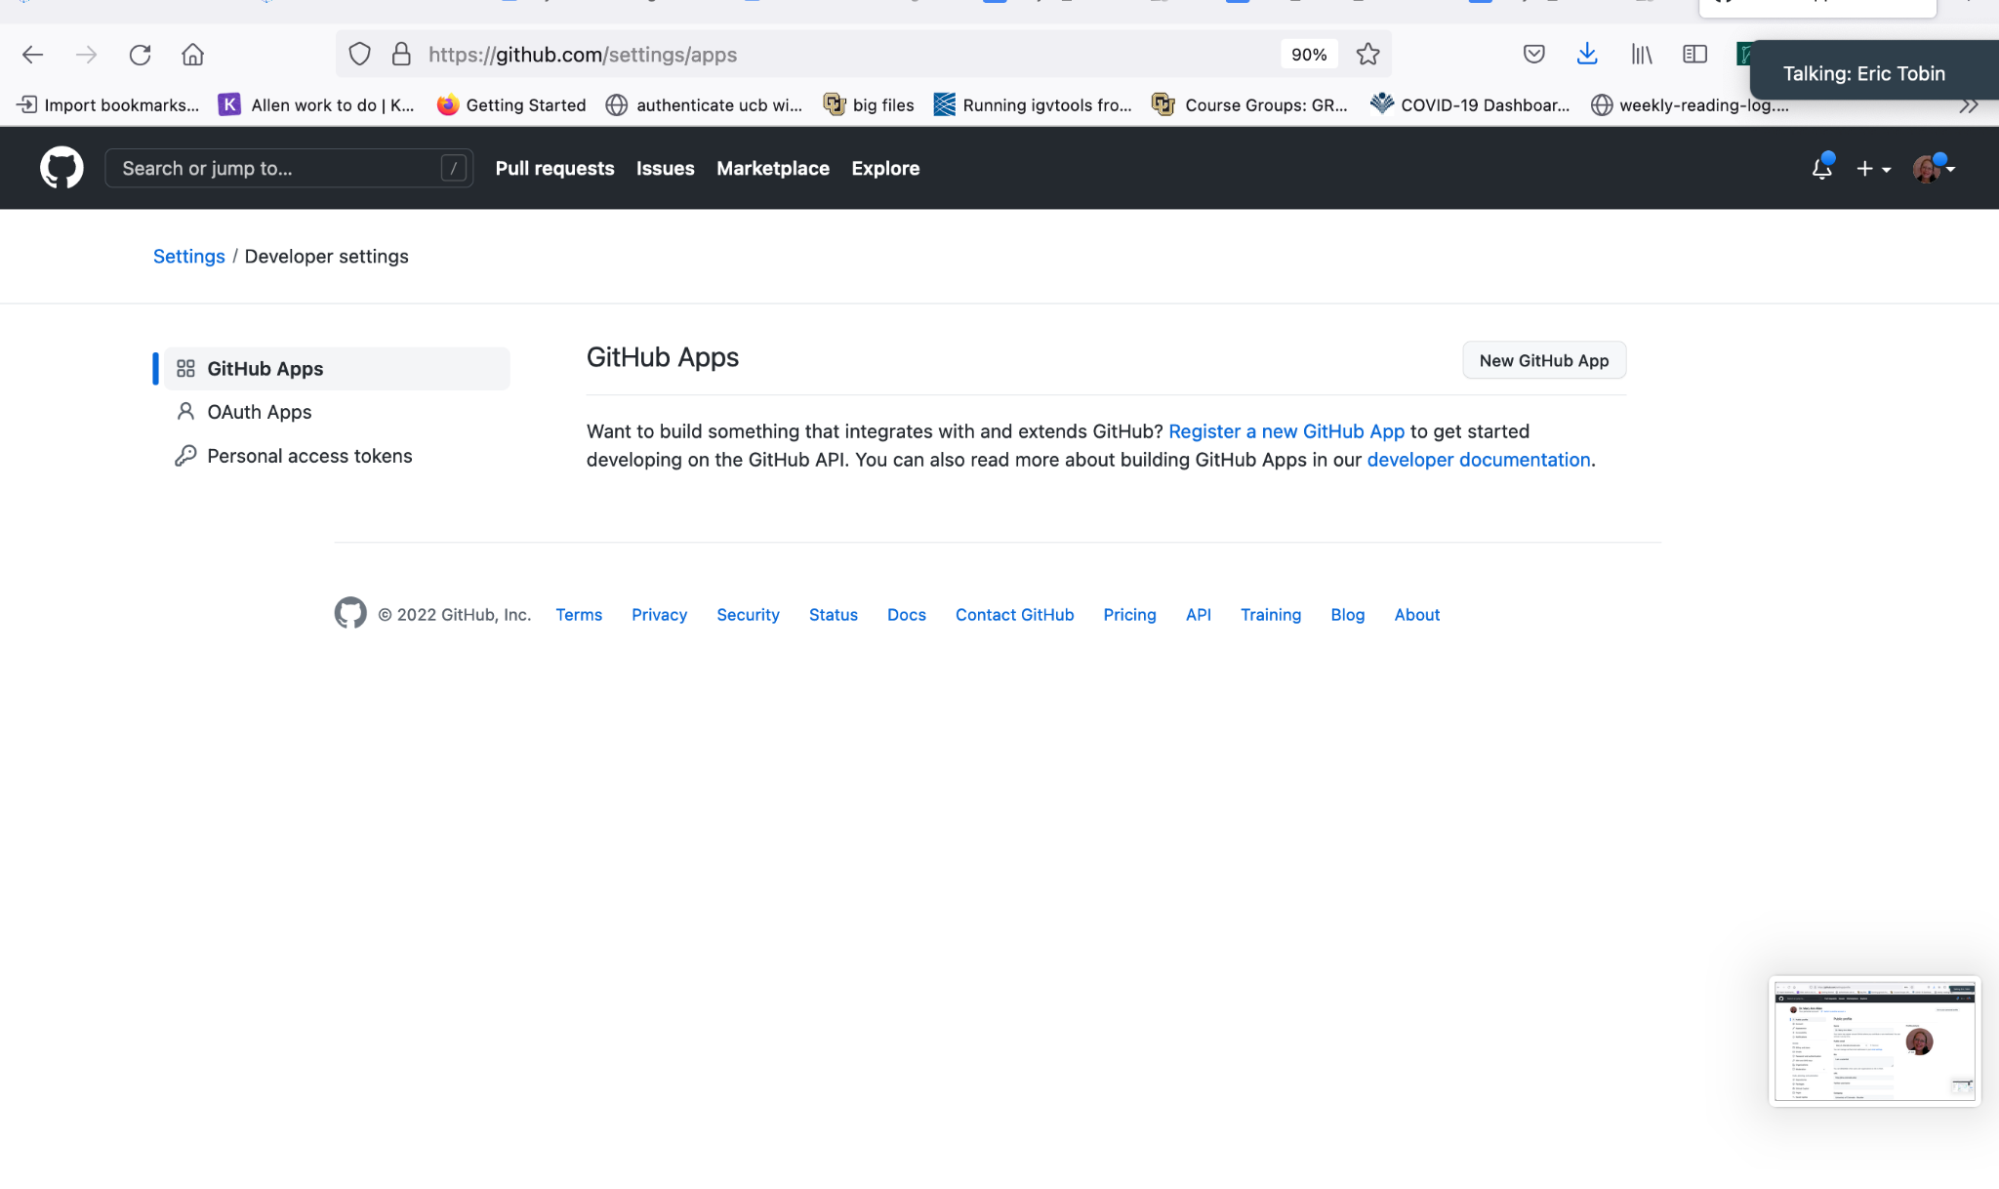 https://github.com/settings/apps
90%
Talking: Eric Tobin
Import bookmarks...
K
Allen work to do | K...
Getting Started
authenticate ucb wi...
big files
Running igvtools fro...
Course Groups: GR...
COVID-19 Dashboar...
weekly-reading-log....
Search or jump to...
/
Pull requests
Issues
Marketplace
Explore
Settings / Developer settings
GitHub Apps
OAuth Apps
Personal access tokens
GitHub Apps
New GitHub App
Want to build something that integrates with and extends GitHub? Register a new GitHub App to get started
developing on the GitHub API. You can also read more about building GitHub Apps in our developer documentation.
© 2022 GitHub, Inc.
Terms
Privacy
Security
Status
Docs
Contact GitHub
Pricing
API
Training
Blog
About